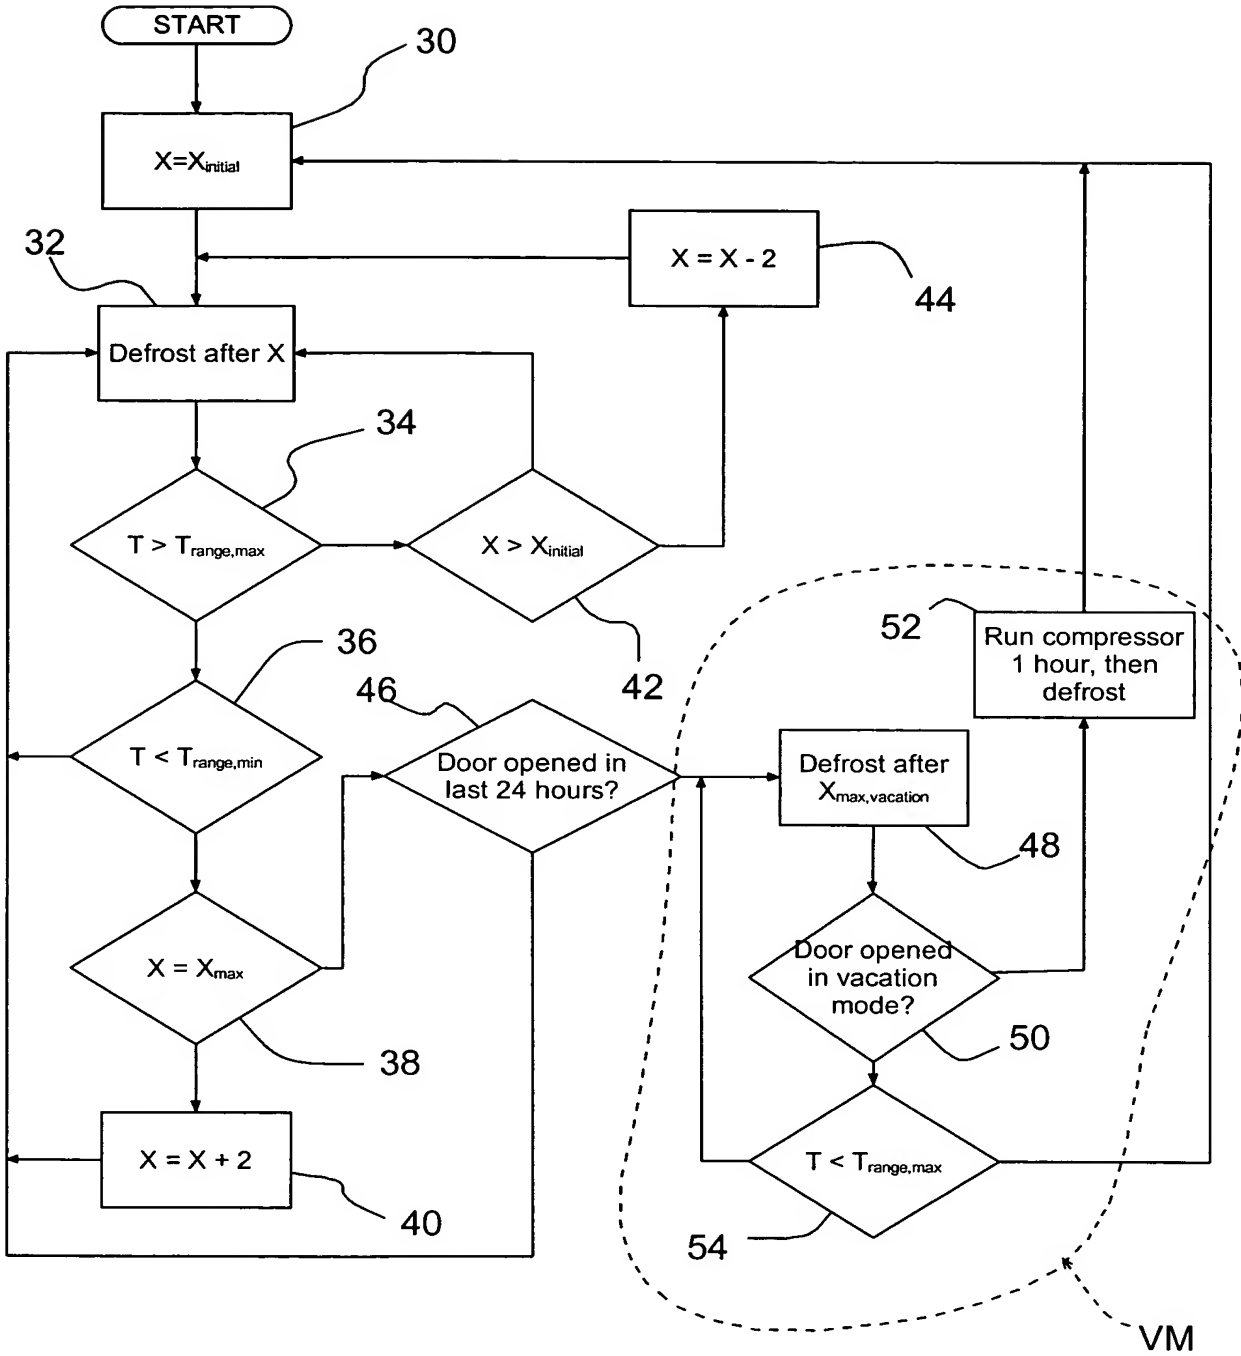 START
30
X=Xinitial
32
X = X - 2
44
Defrost after X
34
T > Trange,max
X > Xinitial
42
52
Run compressor
1 hour, then
defrost
36
46
T < Trange,min
Door opened in
last 24 hours?
Defrost after
Xmax,vacation
48
X = Xmax
38
Door opened
in vacation
mode?
50
X = X + 2
40
T < Trange,max
54
VM